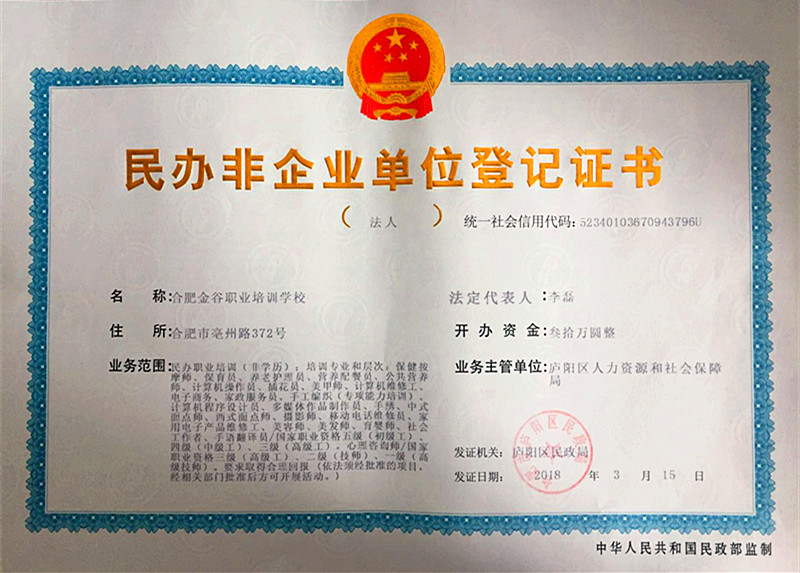 民办非企业单位登记证书
（ 法人 ） 统一社会信用代码：52340103670943796U
名 称：合肥金谷职业培训学校
法定代表人：李磊
住 所：合肥市亳州路372号
开办资金：叁拾万圆整
业务范围：民办职业培训（非学历）；培训专业和层次：保健按
摩师、保育员、养老护理员、营养配餐员、公共营养
师、计算机操作员、插花员、美甲师、计算机维修工、
电子商务、家政服务员、手工编织（专项能力培训）、
计算机程序设计员、多媒体作品制作员、手绣、中式
面点师、西式面点师、摄影师、移动电话维修员、家
用电子产品维修工、美容师、美发师、育婴师、社会
工作者、手语翻译员/国家职业资格五级（初级工）、
四级（中级工）、三级（高级工）。心理咨询师/国家
职业资格三级（高级工）、二级（技师）、一级（高
级技师）。要求取得合理回报（依法须经批准的项目，
经相关部门批准后方可开展活动。）
业务主管单位：庐阳区人力资源和社会保障
局
发证机关：庐阳区民政局
发证日期： 2018 年 3 月 15 日
中华人民共和国民政部监制